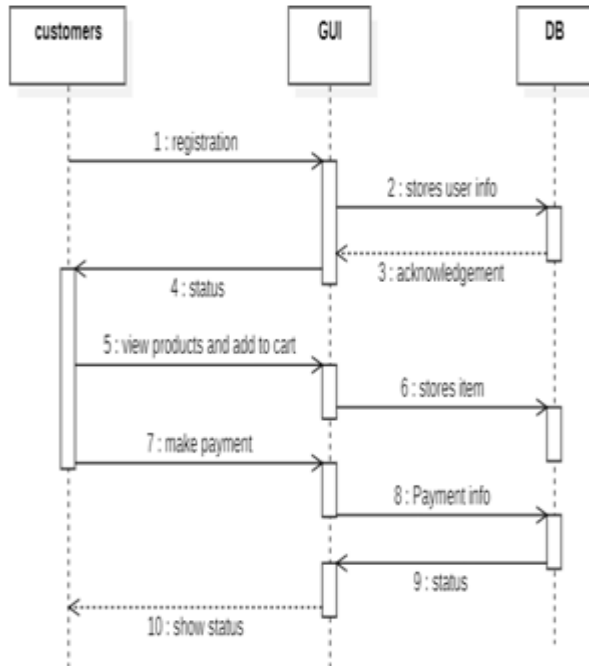 customers
GUI
DB
1 : registration
2 : stores user info
3 : acknowledgement
4 : status
5 : view products and add to cart
6 : stores item
7 : make payment
8 : Payment info
9 : status
10 : show status